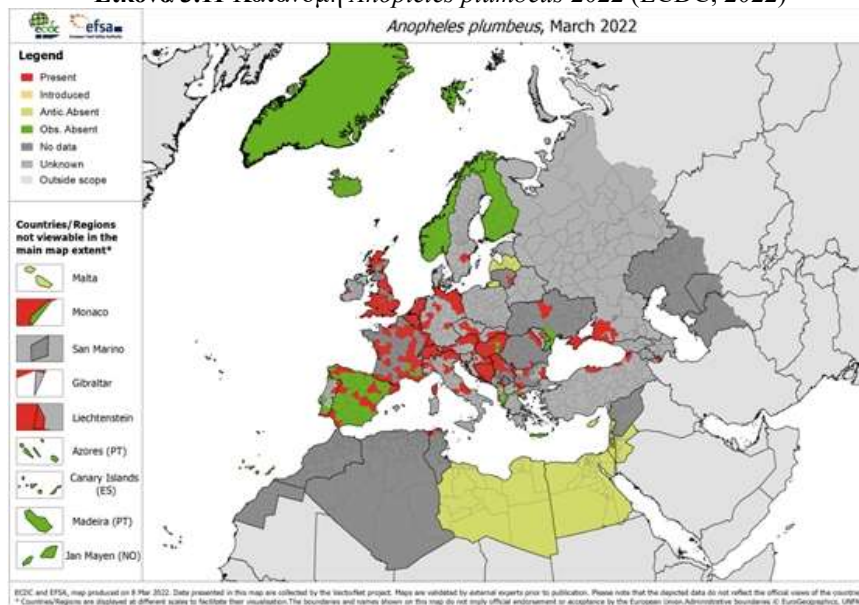 Εικόνα 3.11 Κατανομή Anopheles plumbeus 2022 (ECDC, 2022)
ecdc efsa
European Food Safety Authority
Anopheles plumbeus, March 2022
Legend
Present
Introduced
Antic.Absent
Obs. Absent
No data
Unknown
Outside scope
Countries/Regions
not viewable in the
main map extent*
Malta
Monaco
San Marino
Gibraltar
Liechtenstein
Azores (PT)
Canary Islands
(ES)
Madeira (PT)
Jan Mayen (NO)
ECDC and EFSA, map produced on 8 Mar 2022. Data presented in this map are collected by the VectorNet project. Maps are validated by external experts prior to publication. Please note that the depicted data do not reflect the official views of the countries
* Countries/Regions are displayed at different scales to facilitate their visualisation. The boundaries and names shown on this map do not imply official endorsement or acceptance by the European Union. Administrative boundaries © EuroGeographics, UNFA